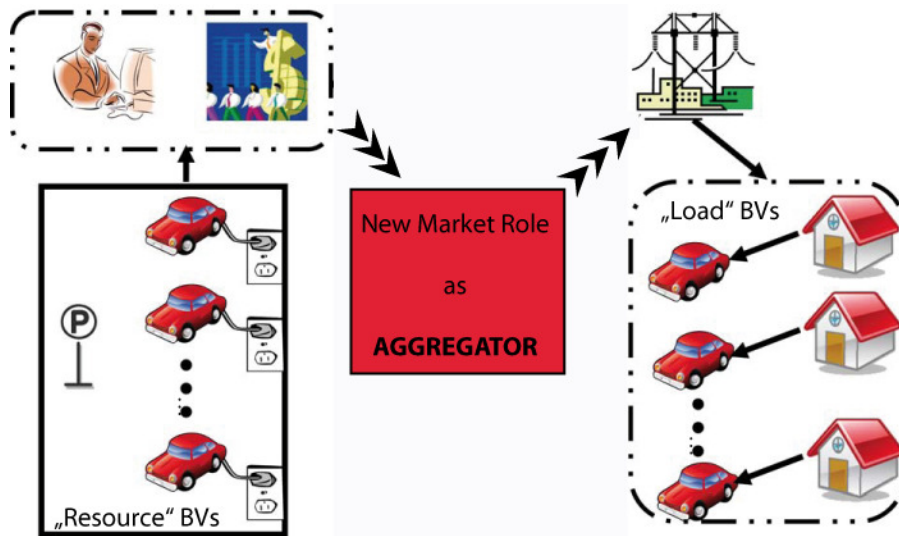 New Market Role
as
AGGREGATOR
„Load“ BVs
P
„Resource“ BVs